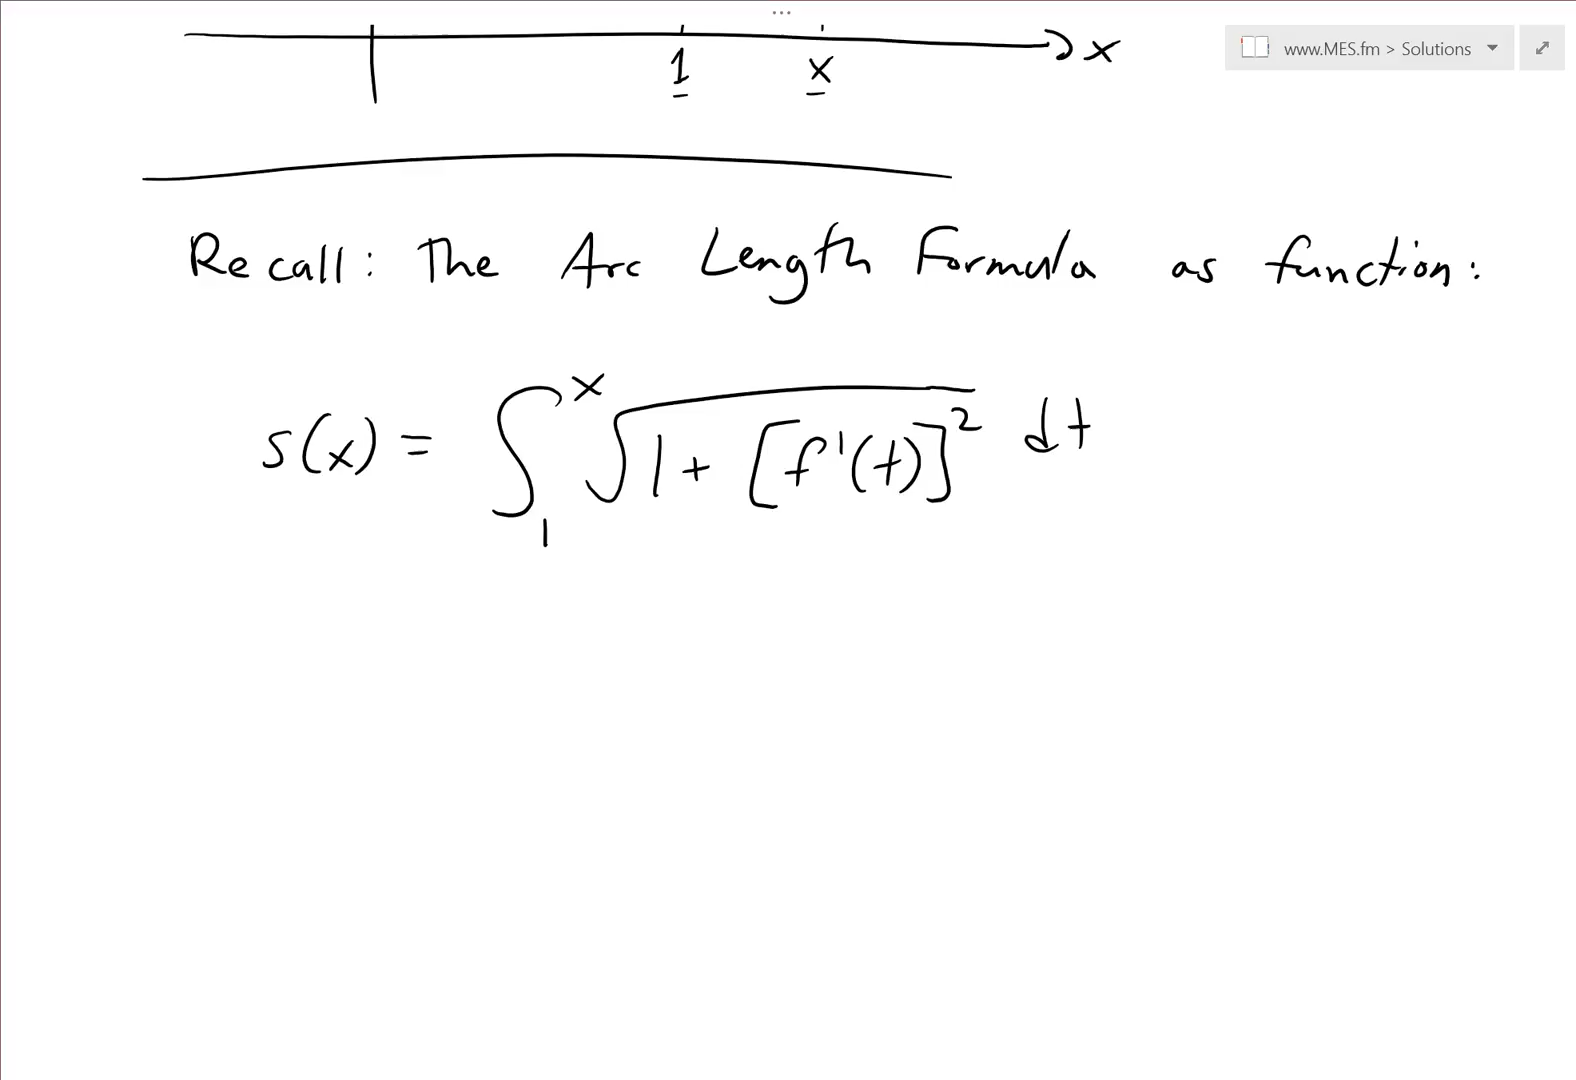 1 x x
www.MES.fm > Solutions
Recall: The Arc Length Formula as function:
s(x) = ∫₁ˣ √(1 + [f'(t)]²) dt